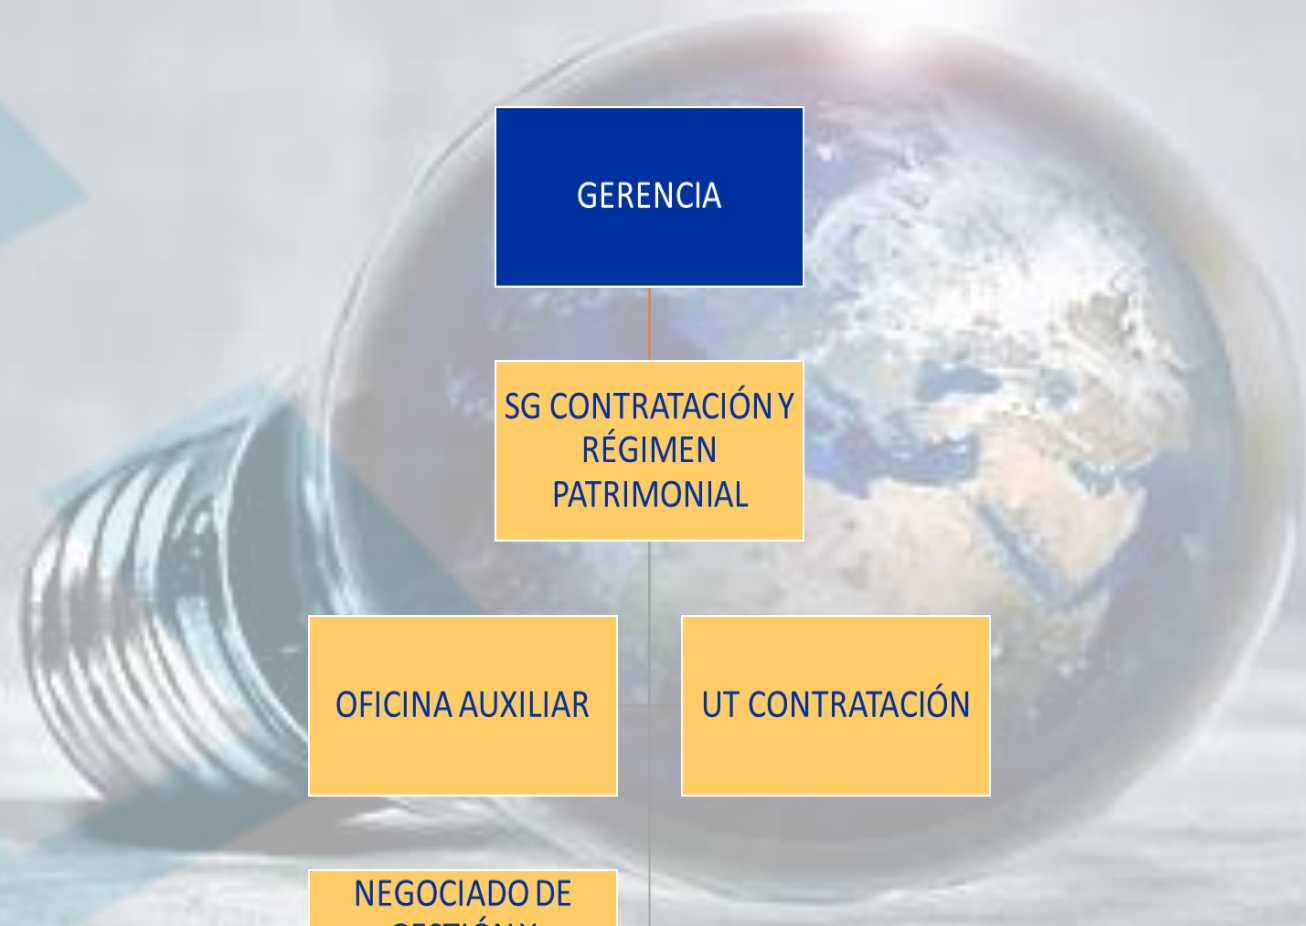 GERENCIA
SG CONTRATACIÓN Y
RÉGIMEN
PATRIMONIAL
OFICINA AUXILIAR
UT CONTRATACIÓN
NEGOCIADO DE